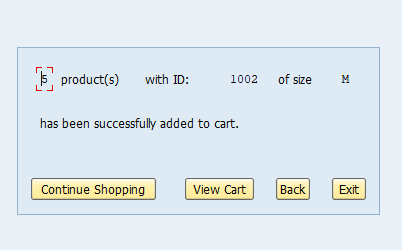 5 product(s) with ID: 1002 of size M
has been successfully added to cart.
Continue Shopping View Cart Back Exit